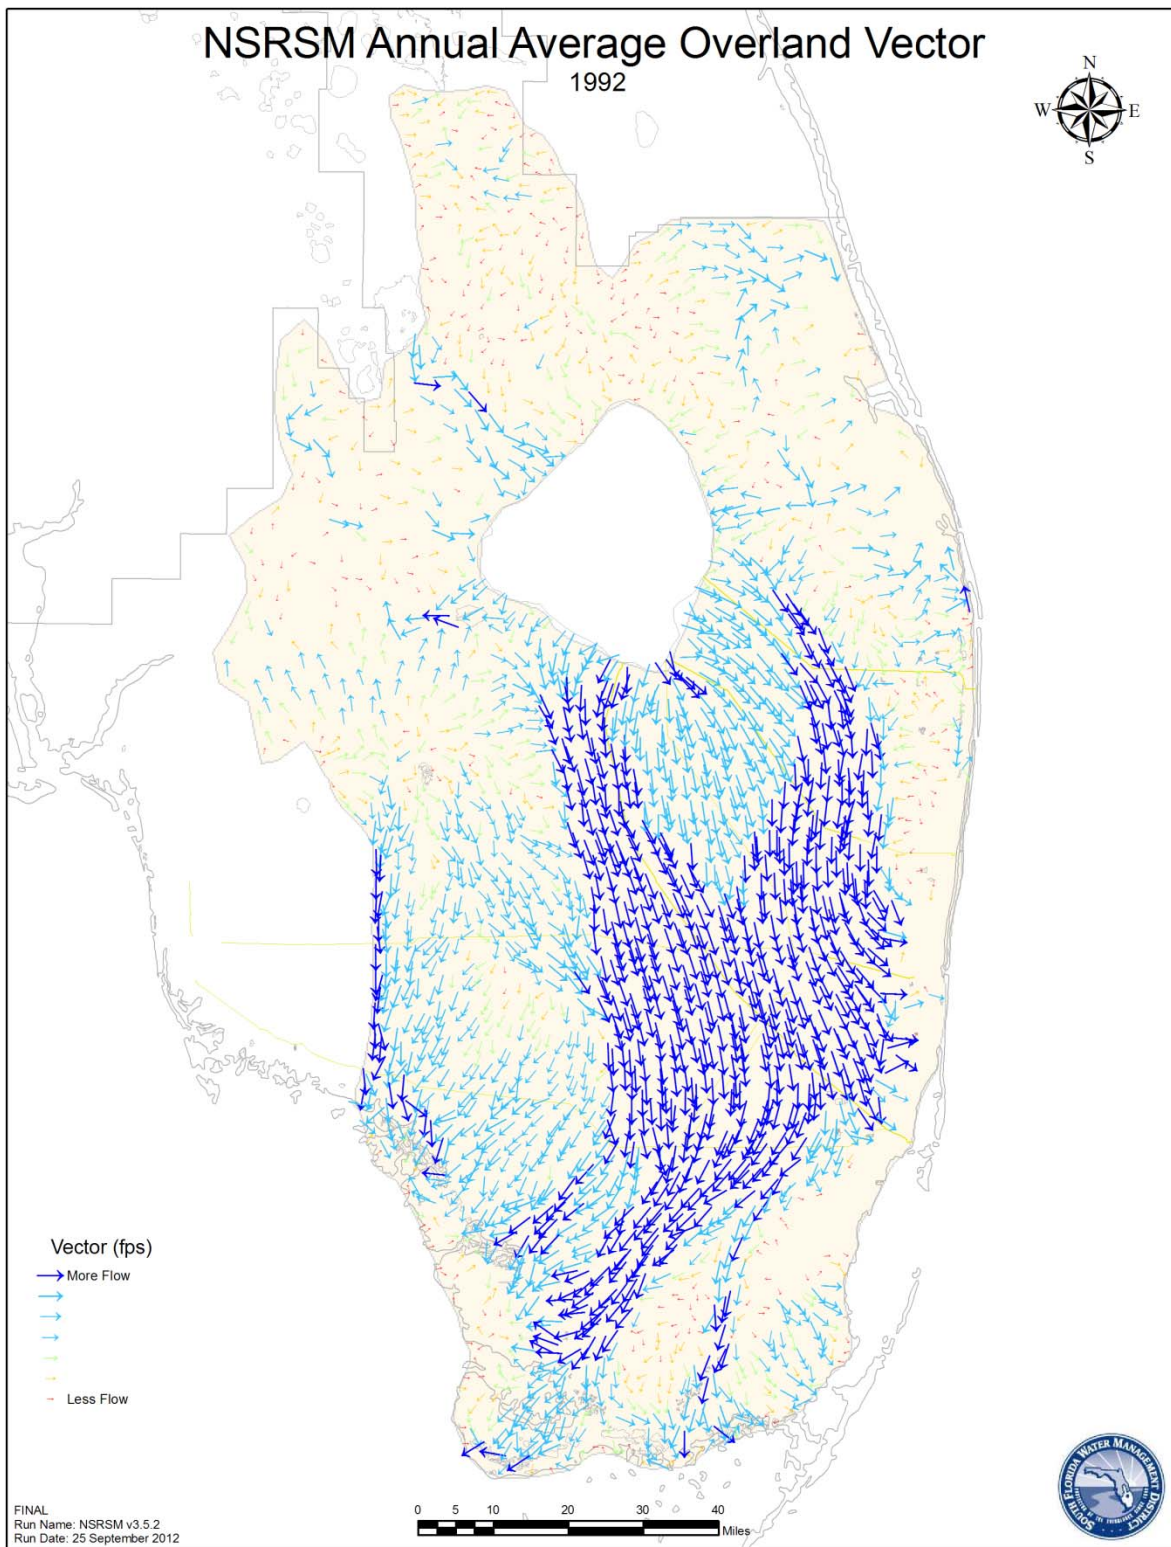 NSRSM Annual Average Overland Vector
1992
N
W E
S
Vector (fps)
More Flow
Less Flow
FINAL
Run Name: NSRSM v3.5.2
Run Date: 25 September 2012
0 5 10 20 30 40
Miles
SOUTH FLORIDA WATER MANAGEMENT DISTRICT